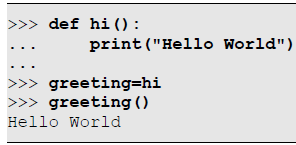 >>> def hi():
...     print("Hello World")
...
>>> greeting=hi
>>> greeting()
Hello World